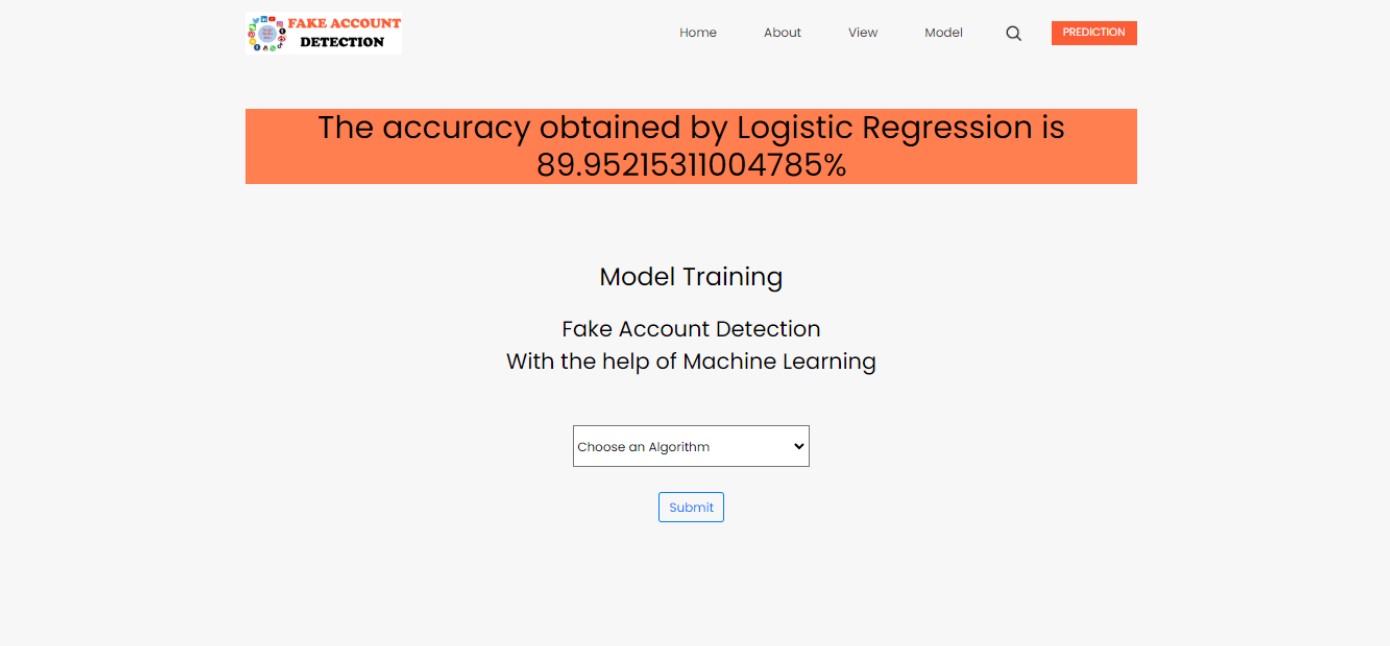 FAKE ACCOUNT
DETECTION
Home About View Model PREDICTION
The accuracy obtained by Logistic Regression is
89.95215311004785%
Model Training
Fake Account Detection
With the help of Machine Learning
Choose an Algorithm
Submit